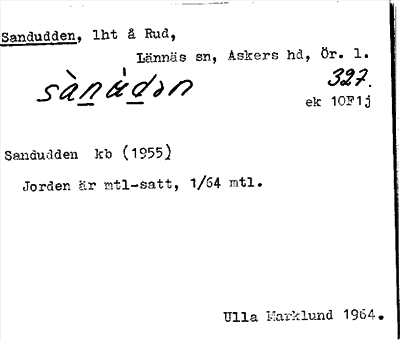 Sandudden, lht å Rud,
Lännäs sn, Askers hd, Ör. l.
327.
ek 10F1j
Sandudden kb (1955)
Jorden är mtl-satt, 1/64 mtl.
Ulla Marklund 1964.